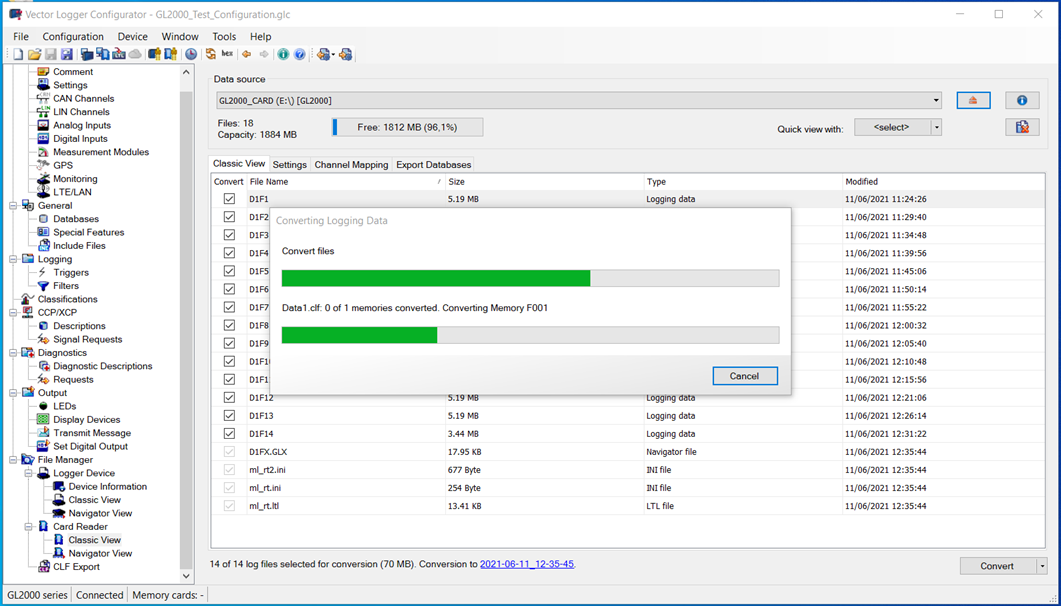 Vector Logger Configurator - GL2000_Test_Configuration.glc
File Configuration Device Window Tools Help
hex
Comment
Settings
CAN Channels
LIN Channels
Analog Inputs
Digital Inputs
Measurement Modules
GPS
Monitoring
LTE/LAN
General
Databases
Special Features
Include Files
Logging
Triggers
Filters
Classifications
CCP/XCP
Descriptions
Signal Requests
Diagnostics
Diagnostic Descriptions
Requests
Output
LEDs
Display Devices
Transmit Message
Set Digital Output
File Manager
Logger Device
Device Information
Classic View
Navigator View
Card Reader
Classic View
Navigator View
CLF Export
Data source
GL2000_CARD (E:\) [GL2000]
Files: 18
Capacity: 1884 MB
Free: 1812 MB (96,1%)
Quick view with: <select>
Classic View Settings Channel Mapping Export Databases
Convert File Name / Size Type Modified
D1F1 5.19 MB Logging data 11/06/2021 11:24:26
D1F2 11/06/2021 11:29:40
D1F3 11/06/2021 11:34:48
D1F4 11/06/2021 11:39:56
D1F5 11/06/2021 11:45:06
D1F6 11/06/2021 11:50:14
D1F7 11/06/2021 11:55:22
D1F8 11/06/2021 12:00:32
D1F9 11/06/2021 12:05:40
11/06/2021 12:10:48
11/06/2021 12:15:56
D1F12 5.19 MB Logging data 11/06/2021 12:21:06
D1F13 5.19 MB Logging data 11/06/2021 12:26:14
D1F14 3.44 MB Logging data 11/06/2021 12:31:22
D1FX.GLX 17.95 KB Navigator file 11/06/2021 12:35:44
ml_rt2.ini 677 Byte INI file 11/06/2021 12:35:44
ml_rt.ini 254 Byte INI file 11/06/2021 12:35:44
ml_rt.ltl 13.41 KB LTL file 11/06/2021 12:35:44
Converting Logging Data
Convert files
Data1.clf: 0 of 1 memories converted. Converting Memory F001
Cancel
14 of 14 log files selected for conversion (70 MB). Conversion to 2021-06-11_12-35-45.
Convert
GL2000 series Connected Memory cards: -